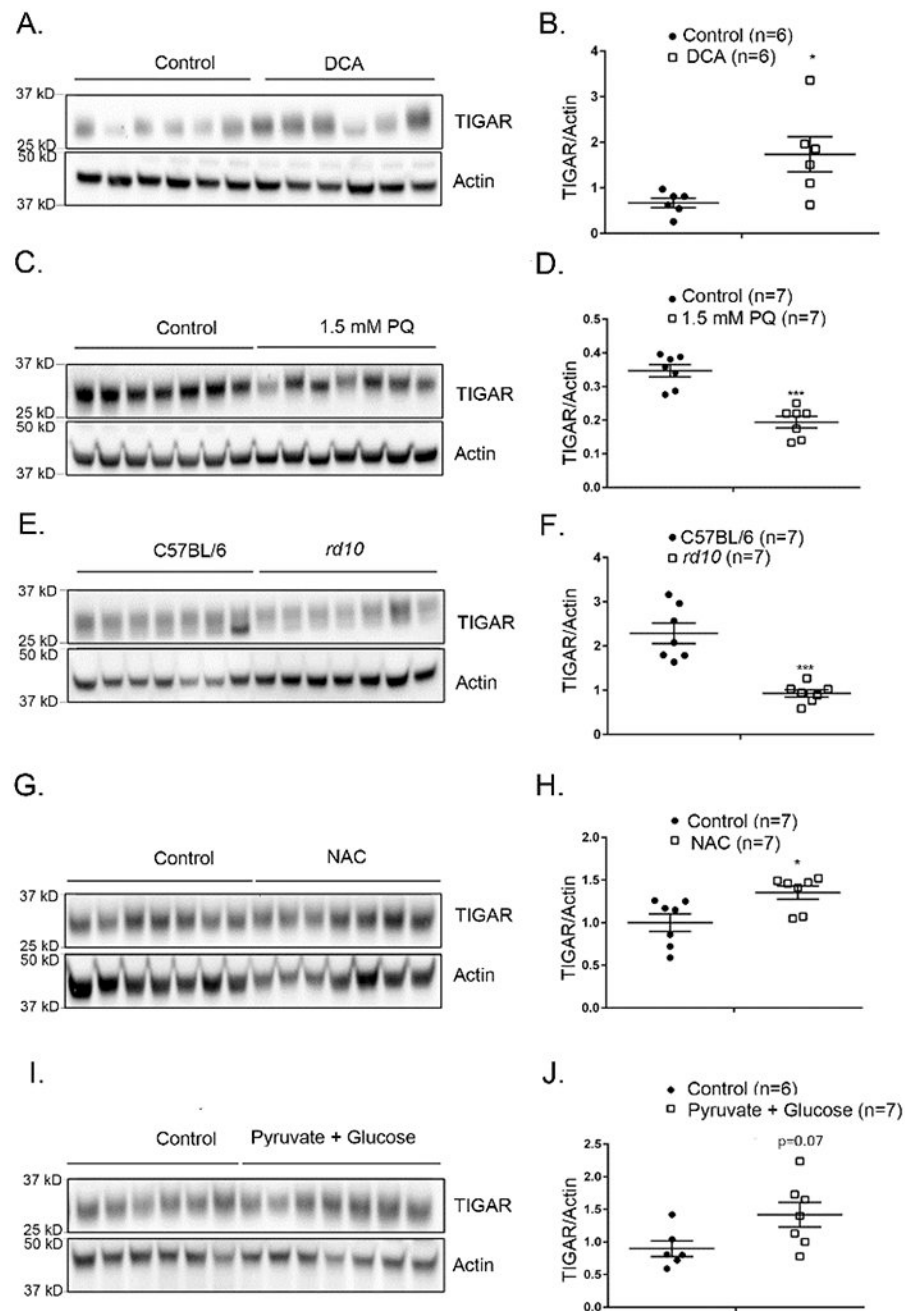 A.
Control DCA
37 kD
TIGAR
25 kD
50 kD
Actin
37 kD
B.
Control (n=6)
DCA (n=6)
*
TIGAR/Actin
4
3
2
1
0
C.
Control 1.5 mM PQ
37 kD
TIGAR
25 kD
50 kD
Actin
37 kD
D.
Control (n=7)
1.5 mM PQ (n=7)
***
TIGAR/Actin
0.5
0.4
0.3
0.2
0.1
0.0
E.
C57BL/6 rd10
37 kD
TIGAR
25 kD
50 kD
Actin
37 kD
F.
C57BL/6 (n=7)
rd10 (n=7)
***
TIGAR/Actin
4
3
2
1
0
G.
Control NAC
37 kD
TIGAR
25 kD
50 kD
Actin
37 kD
H.
Control (n=7)
NAC (n=7)
*
TIGAR/Actin
2.0
1.5
1.0
0.5
0.0
I.
Control Pyruvate + Glucose
37 kD
TIGAR
25 kD
50 kD
Actin
37 kD
J.
Control (n=6)
Pyruvate + Glucose (n=7)
p=0.07
TIGAR/Actin
2.5
2.0
1.5
1.0
0.5
0.0